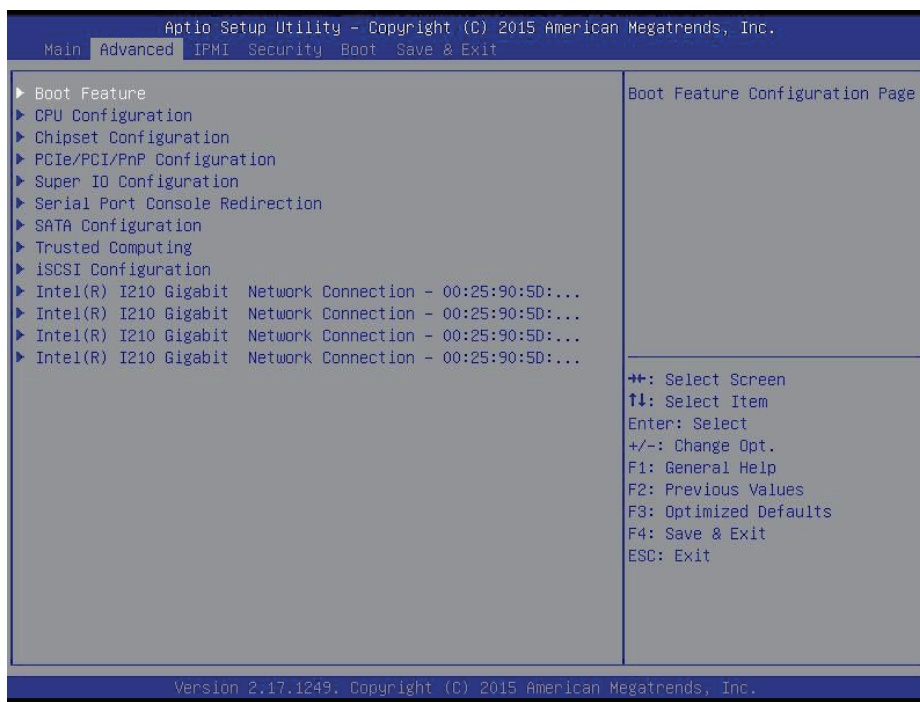 Aptio Setup Utility – Copyright (C) 2015 American Megatrends, Inc.
Main Advanced IPMI Security Boot Save & Exit
▶ Boot Feature
▶ CPU Configuration
▶ Chipset Configuration
▶ PCIe/PCI/PnP Configuration
▶ Super IO Configuration
▶ Serial Port Console Redirection
▶ SATA Configuration
▶ Trusted Computing
▶ iSCSI Configuration
▶ Intel(R) I210 Gigabit Network Connection – 00:25:90:5D:...
▶ Intel(R) I210 Gigabit Network Connection – 00:25:90:5D:...
▶ Intel(R) I210 Gigabit Network Connection – 00:25:90:5D:...
▶ Intel(R) I210 Gigabit Network Connection – 00:25:90:5D:...
Boot Feature Configuration Page
→←: Select Screen
↑↓: Select Item
Enter: Select
+/-: Change Opt.
F1: General Help
F2: Previous Values
F3: Optimized Defaults
F4: Save & Exit
ESC: Exit
Version 2.17.1249. Copyright (C) 2015 American Megatrends, Inc.